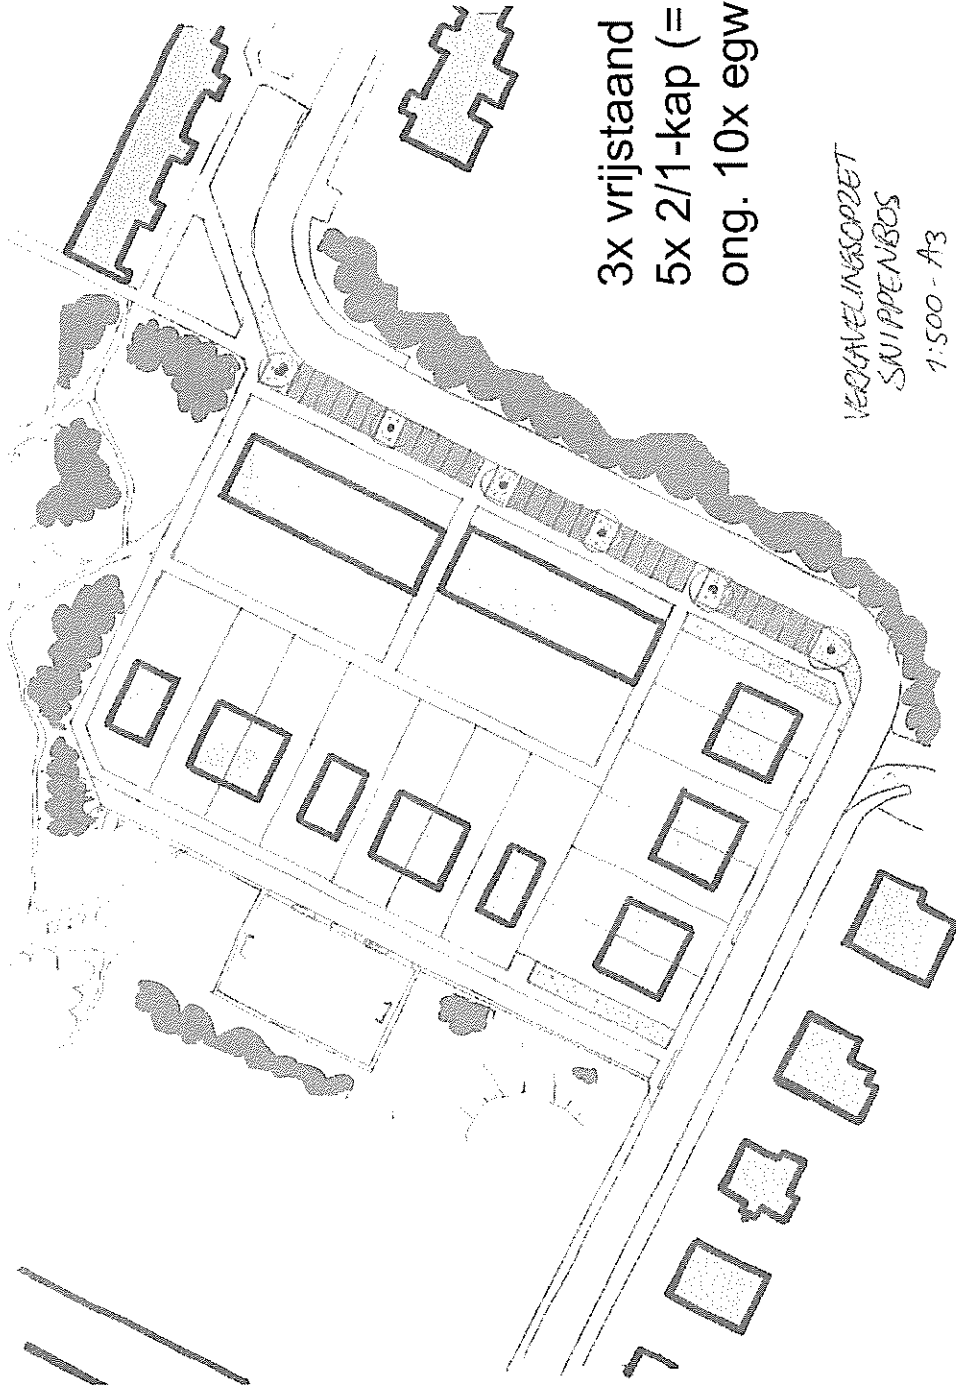 3x vrijstaand
5x 2/1-kap (=
ong. 10x egw
VERKAVELINGSOPZET
SNIPPENBOS
1:500 - A3